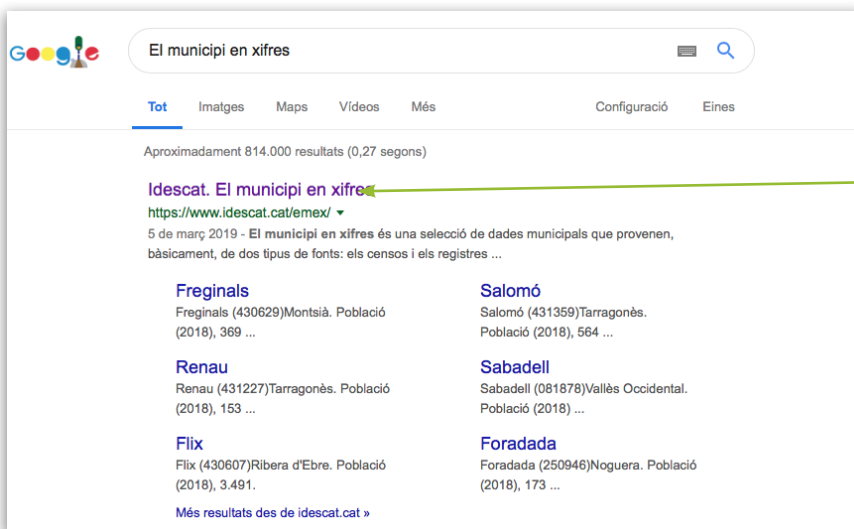 Google
El municipi en xifres
Tot Imatges Maps Vídeos Més Configuració Eines
Aproximadament 814.000 resultats (0,27 segons)
Idescat. El municipi en xifres
https://www.idescat.cat/emex/
5 de març 2019 - El municipi en xifres és una selecció de dades municipals que provenen,
bàsicament, de dos tipus de fonts: els censos i els registres ...
Freginals
Freginals (430629)Montsià. Població
(2018), 369 ...
Salomó
Salomó (431359)Tarragonès.
Població (2018), 564 ...
Renau
Renau (431227)Tarragonès. Població
(2018), 153 ...
Sabadell
Sabadell (081878)Vallès Occidental.
Població (2018) ...
Flix
Flix (430607)Ribera d'Ebre. Població
(2018), 3.491.
Foradada
Foradada (250946)Noguera. Població
(2018), 173 ...
Més resultats des de idescat.cat »